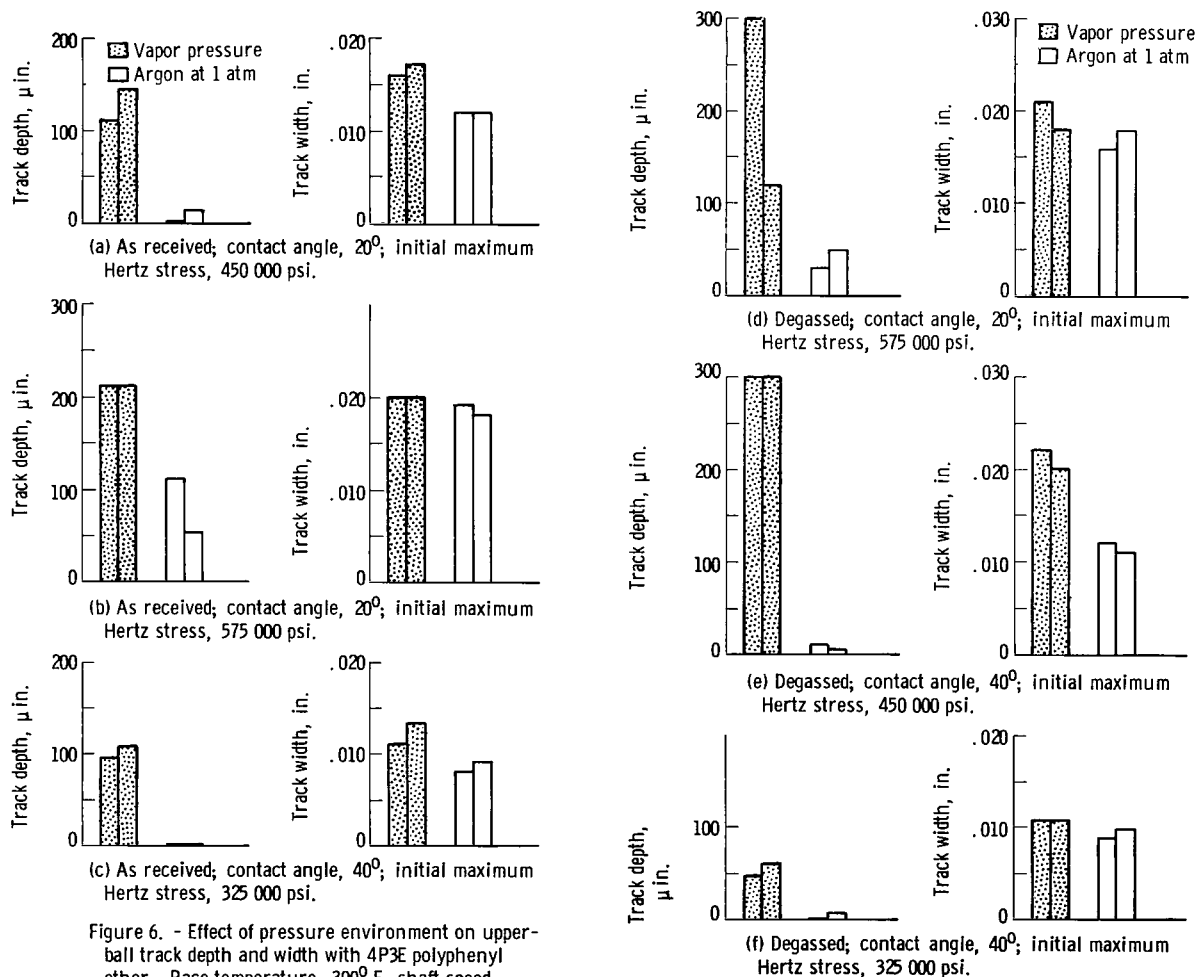 200
100
0
Track depth, μ in.
Vapor pressure
Argon at 1 atm
.020
.010
0
Track width, in.
(a) As received; contact angle, 20⁰; initial maximum
Hertz stress, 450 000 psi.
300
200
100
0
Track depth, μ in.
.020
.010
0
Track width, in.
(b) As received; contact angle, 20⁰; initial maximum
Hertz stress, 575 000 psi.
200
100
0
Track depth, μ in.
.020
.010
0
Track width, in.
(c) As received; contact angle, 40⁰; initial maximum
Hertz stress, 325 000 psi.
Figure 6. - Effect of pressure environment on upper-
ball track depth and width with 4P3E polyphenyl
300
200
100
0
Track depth, μ in.
.030
.020
.010
0
Track width, in.
Vapor pressure
Argon at 1 atm
(d) Degassed; contact angle, 20⁰; initial maximum
Hertz stress, 575 000 psi.
300
200
100
0
Track depth, μ in.
.030
.020
.010
0
Track width, in.
(e) Degassed; contact angle, 40⁰; initial maximum
Hertz stress, 450 000 psi.
100
0
Track depth,
μ in.
.020
.010
0
Track width, in.
(f) Degassed; contact angle, 40⁰; initial maximum
Hertz stress, 325 000 psi.